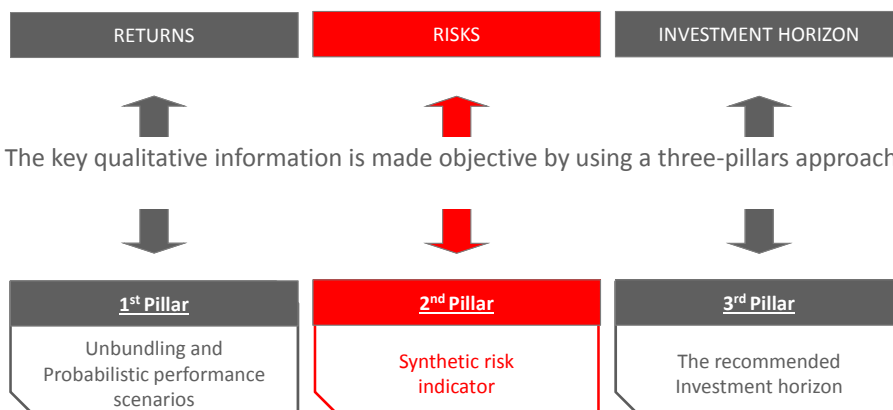 RETURNS
RISKS
INVESTMENT HORIZON
The key qualitative information is made objective by using a three-pillars approach
1st Pillar
2nd Pillar
3rd Pillar
Unbundling and
Probabilistic performance
scenarios
Synthetic risk
indicator
The recommended
Investment horizon